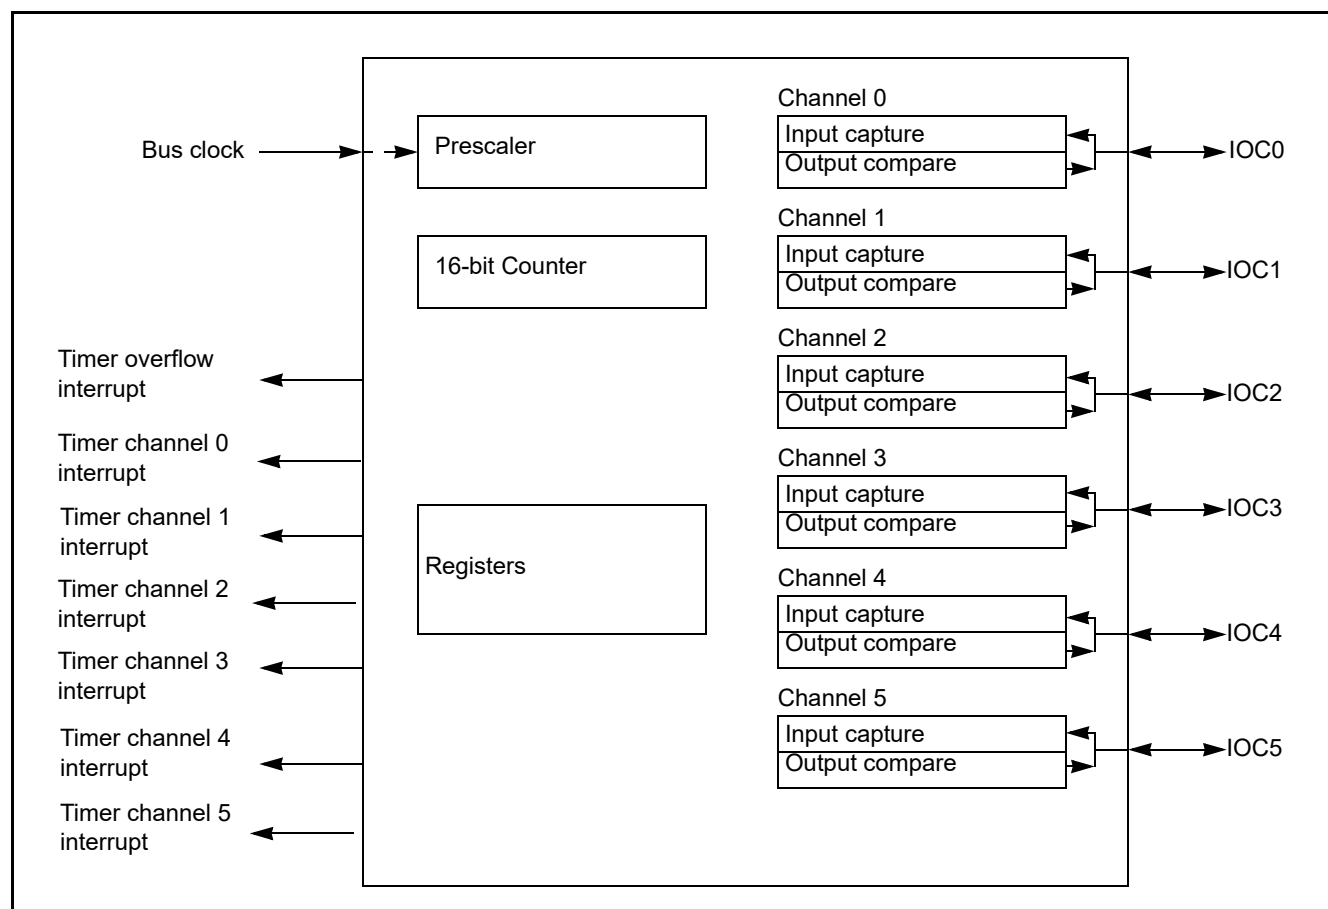 Bus clock
Timer overflow
interrupt
Timer channel 0
interrupt
Timer channel 1
interrupt
Timer channel 2
interrupt
Timer channel 3
interrupt
Timer channel 4
interrupt
Timer channel 5
interrupt
Prescaler
16-bit Counter
Registers
Channel 0
Input capture
Output compare
IOC0
Channel 1
Input capture
Output compare
IOC1
Channel 2
Input capture
Output compare
IOC2
Channel 3
Input capture
Output compare
IOC3
Channel 4
Input capture
Output compare
IOC4
Channel 5
Input capture
Output compare
IOC5